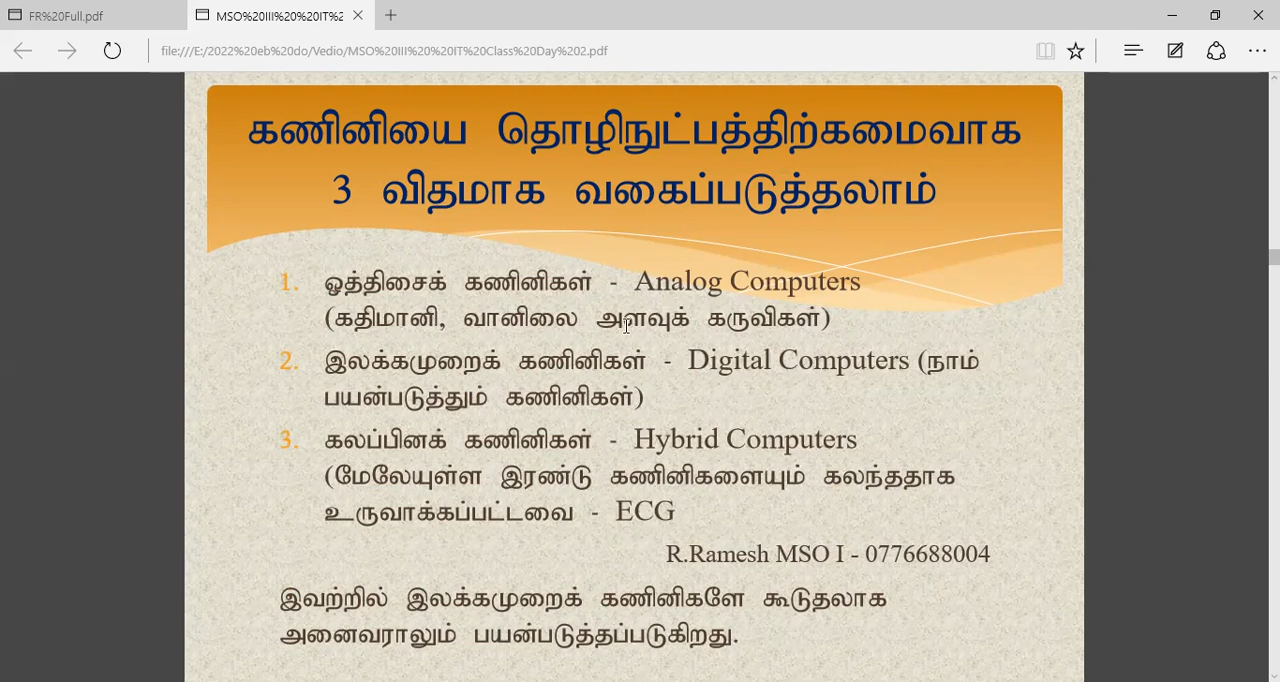 FR%20Full.pdf
MSO%20III%20%20IT%2
file:///E:/2022%20eb%20do/Vedio/MSO%20III%20%20IT%20Class%20Day%202.pdf
கணினியை தொழிநுட்பத்திற்கமைவாக
3 விதமாக வகைப்படுத்தலாம்
1. ஒத்திசைக் கணினிகள் - Analog Computers
(கதிமானி, வானிலை அளவுக் கருவிகள்)
2. இலக்கமுறைக் கணினிகள் - Digital Computers (நாம்
பயன்படுத்தும் கணினிகள்)
3. கலப்பினக் கணினிகள் - Hybrid Computers
(மேலேயுள்ள இரண்டு கணினிகளையும் கலந்ததாக
உருவாக்கப்பட்டவை - ECG
R.Ramesh MSO I - 0776688004
இவற்றில் இலக்கமுறைக் கணினிகளே கூடுதலாக
அனைவராலும் பயன்படுத்தப்படுகிறது.